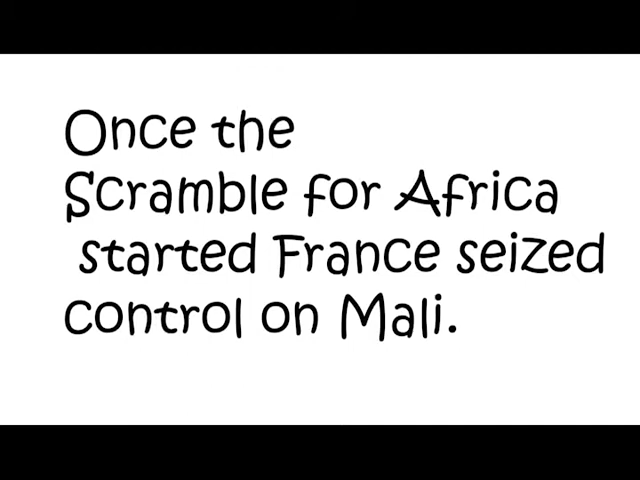 Once the
Scramble for Africa
started France seized
control on Mali.